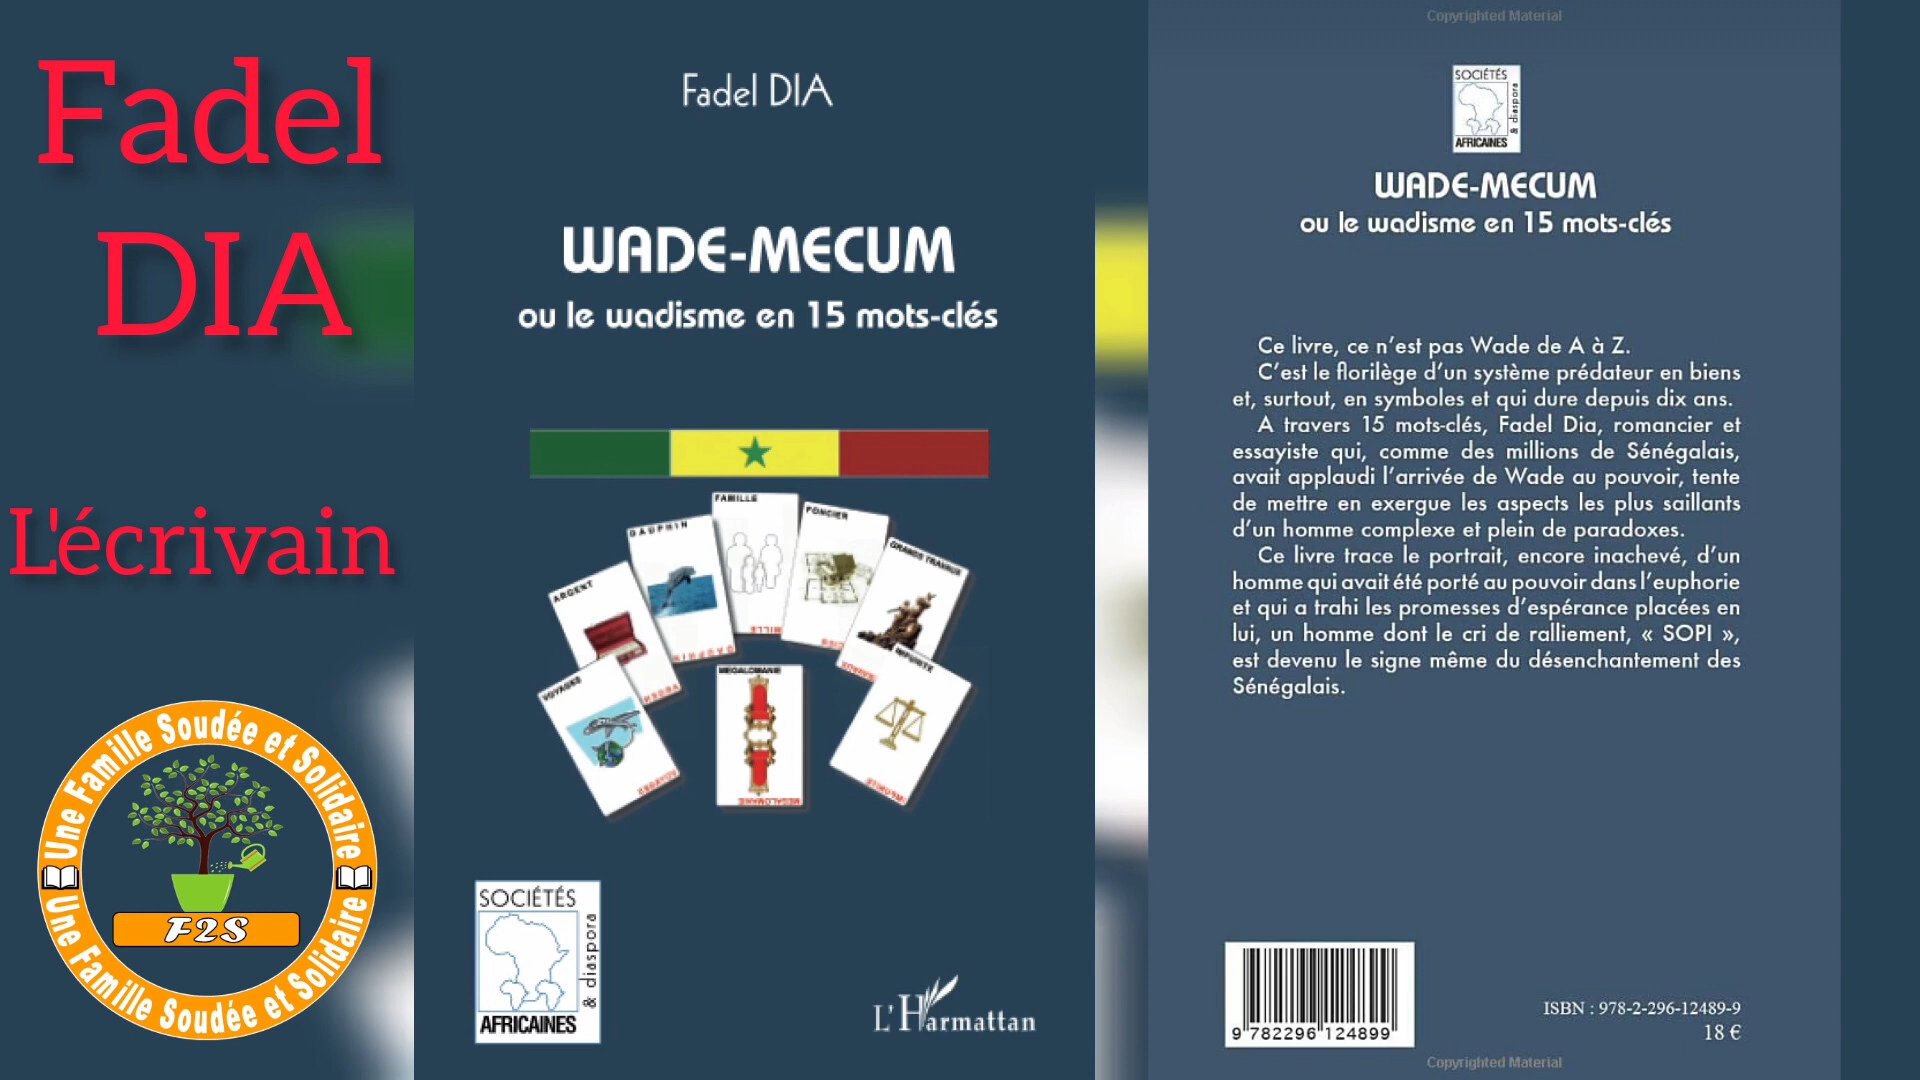 Fadel
DIA
L'écrivain
Une Famille Soudée et Solidaire
F2S
Une Famille Soudée et Solidaire
Fadel DIA
WADE-MECUM
ou le wadisme en 15 mots-clés
FAMILLE
FONCIER
DAUPHIN
GRANDS TRAVAUX
ARGENT
VOYAGES
MEGALOMANIE
IMPUNITE
SOCIÉTÉS
& diaspora
AFRICAINES
L'Harmattan
Copyrighted Material
SOCIÉTÉS
& diaspora
AFRICAINES
WADE-MECUM
ou le wadisme en 15 mots-clés
Ce livre, ce n'est pas Wade de A à Z.
C'est le florilège d'un système prédateur en biens
et, surtout, en symboles et qui dure depuis dix ans.
A travers 15 mots-clés, Fadel Dia, romancier et
essayiste qui, comme des millions de Sénégalais,
avait applaudi l'arrivée de Wade au pouvoir, tente
de mettre en exergue les aspects les plus saillants
d'un homme complexe et plein de paradoxes.
Ce livre trace le portrait, encore inachevé, d'un
homme qui avait été porté au pouvoir dans l'euphorie
et qui a trahi les promesses d'espérance placées en
lui, un homme dont le cri de ralliement, « SOPI »,
est devenu le signe même du désenchantement des
Sénégalais.
9 782296 124899
ISBN : 978-2-296-12489-9
18 €
Copyrighted Material